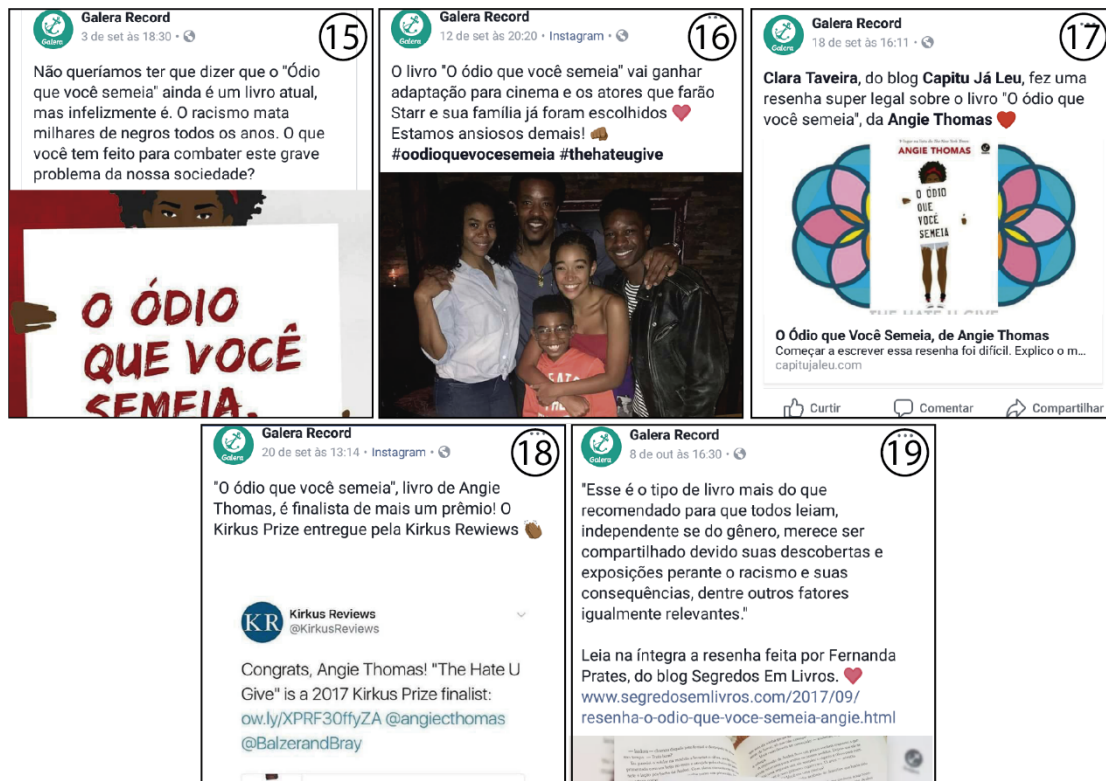 Galera Record
3 de set às 18:30
15
Não queríamos ter que dizer que o "Ódio
que você semeia" ainda é um livro atual,
mas infelizmente é. O racismo mata
milhares de negros todos os anos. O que
você tem feito para combater este grave
problema da nossa sociedade?
Galera
O ÓDIO
QUE VOCÊ
SEMEIA.
Galera Record
12 de set às 20:20 · Instagram ·
16
Galera
O livro "O ódio que você semeia" vai ganhar
adaptação para cinema e os atores que farão
Starr e sua família já foram escolhidos
Estamos ansiosos demais!
#oodioquevocesemeia #thehateugive
Galera Record
18 de set às 16:11 ·
17
Galera
Clara Taveira, do blog Capitu Já Leu, fez uma
resenha super legal sobre o livro "O ódio que
você semeia", da Angie Thomas
ANGIE THOMAS
O ÓDIO
QUE
VOCÊ
SEMEIA
THE HATE U GIVE
O Ódio que Você Semeia, de Angie Thomas
Começar a escrever essa resenha foi difícil. Explico o m...
capitujaleu.com
Curtir
Comentar
Compartilhar
Galera Record
20 de set às 13:14 · Instagram ·
18
Galera
"O ódio que você semeia", livro de Angie
Thomas, é finalista de mais um prêmio! O
Kirkus Prize entregue pela Kirkus Rewiews
KR
Kirkus Reviews
@KirkusReviews
Congrats, Angie Thomas! "The Hate U
Give" is a 2017 Kirkus Prize finalist:
ow.ly/XPRF30ffyZA @angiecthomas
@BalzerandBray
Galera Record
8 de out às 16:30 ·
19
Galera
"Esse é o tipo de livro mais do que
recomendado para que todos leiam,
independente se do gênero, merece ser
compartilhado devido suas descobertas e
exposições perante o racismo e suas
consequências, dentre outros fatores
igualmente relevantes."
Leia na íntegra a resenha feita por Fernanda
Prates, do blog Segredos Em Livros.
www.segredosemlivros.com/2017/09/
resenha-o-odio-que-voce-semeia-angie.html